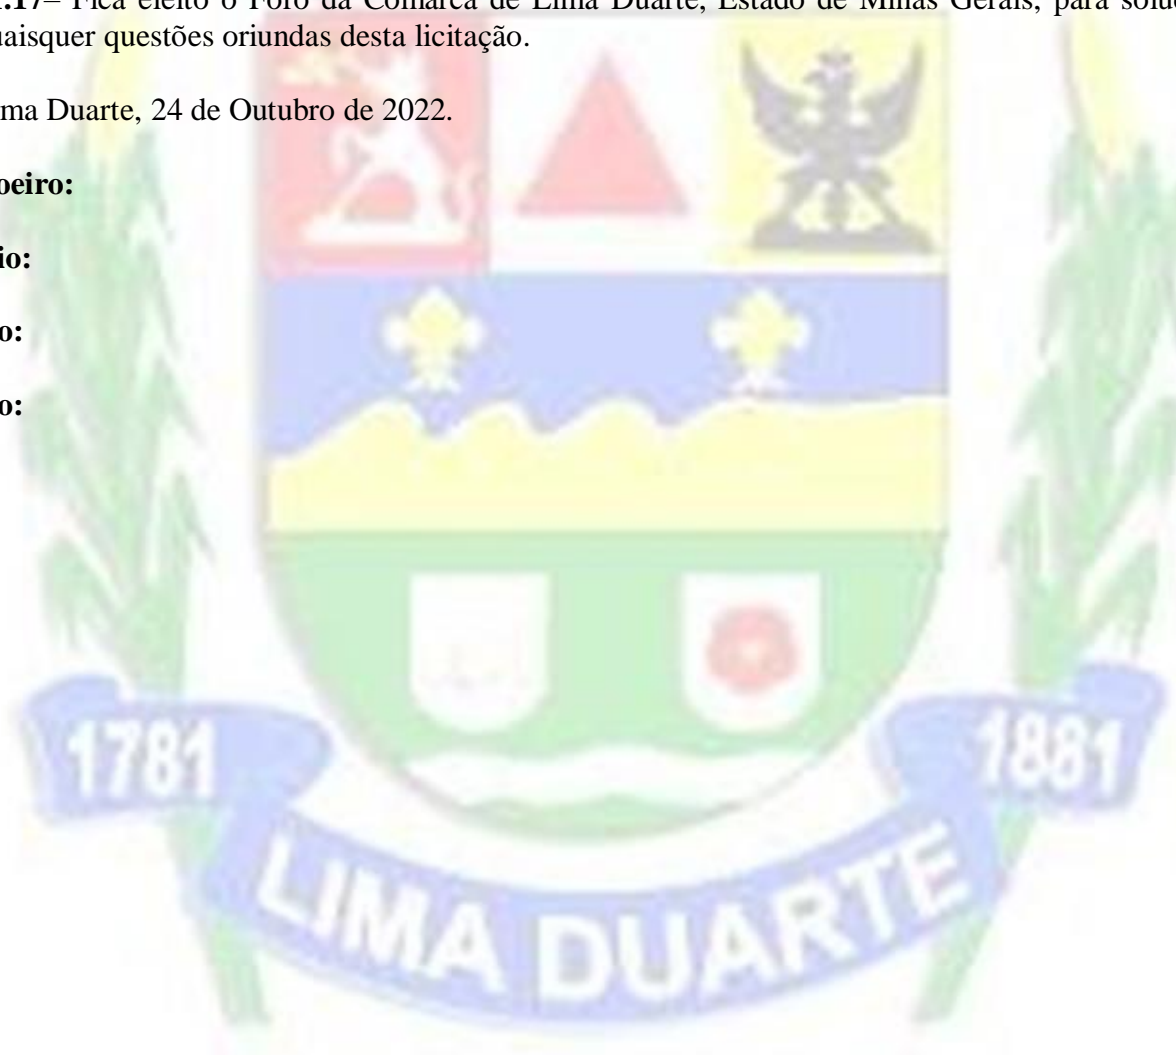 .17– Fica eleito o Foro da Comarca de Lima Duarte, Estado de Minas Gerais, para solu
uaisquer questões oriundas desta licitação.
ma Duarte, 24 de Outubro de 2022.
oeiro:
io:
o:
o:
1781
1881
LIMA DUARTE